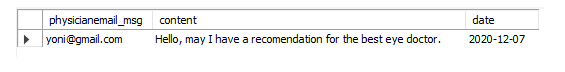 physicianemail_msg content date
yoni@gmail.com Hello, may I have a recomendation for the best eye doctor. 2020-12-07